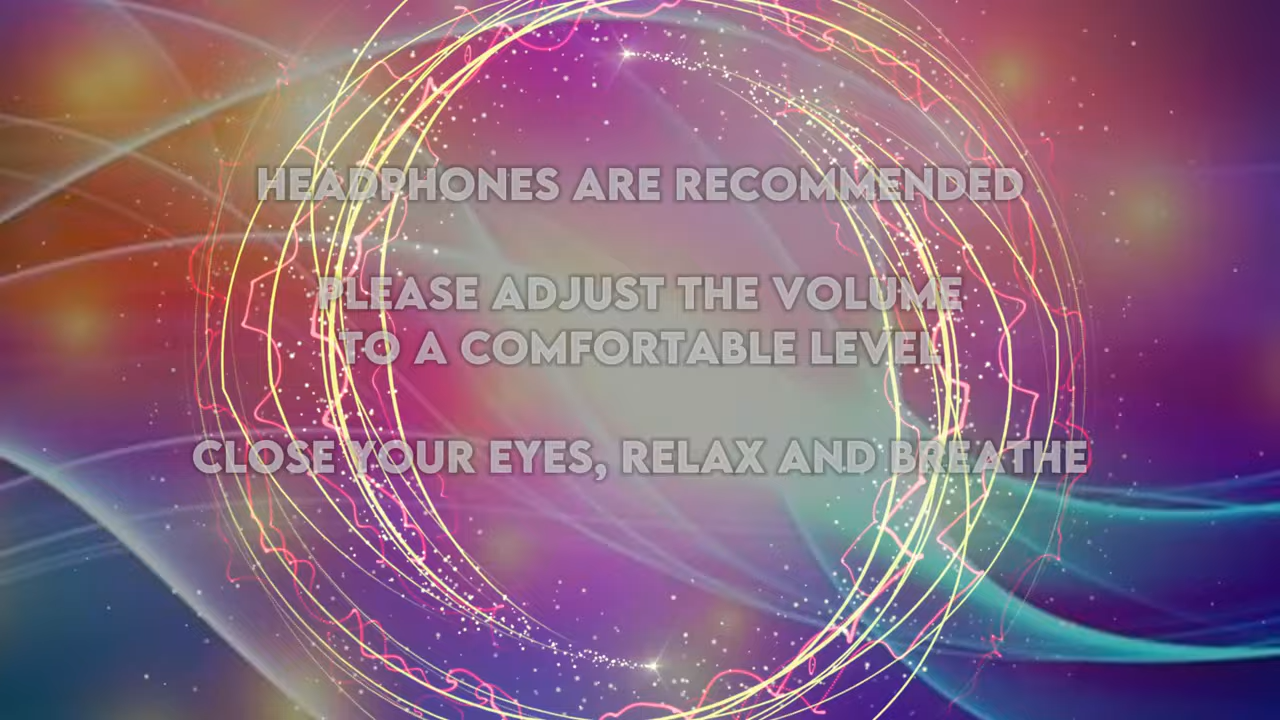 HEADPHONES ARE RECOMMENDED
PLEASE ADJUST THE VOLUME
TO A COMFORTABLE LEVEL
CLOSE YOUR EYES, RELAX AND BREATHE